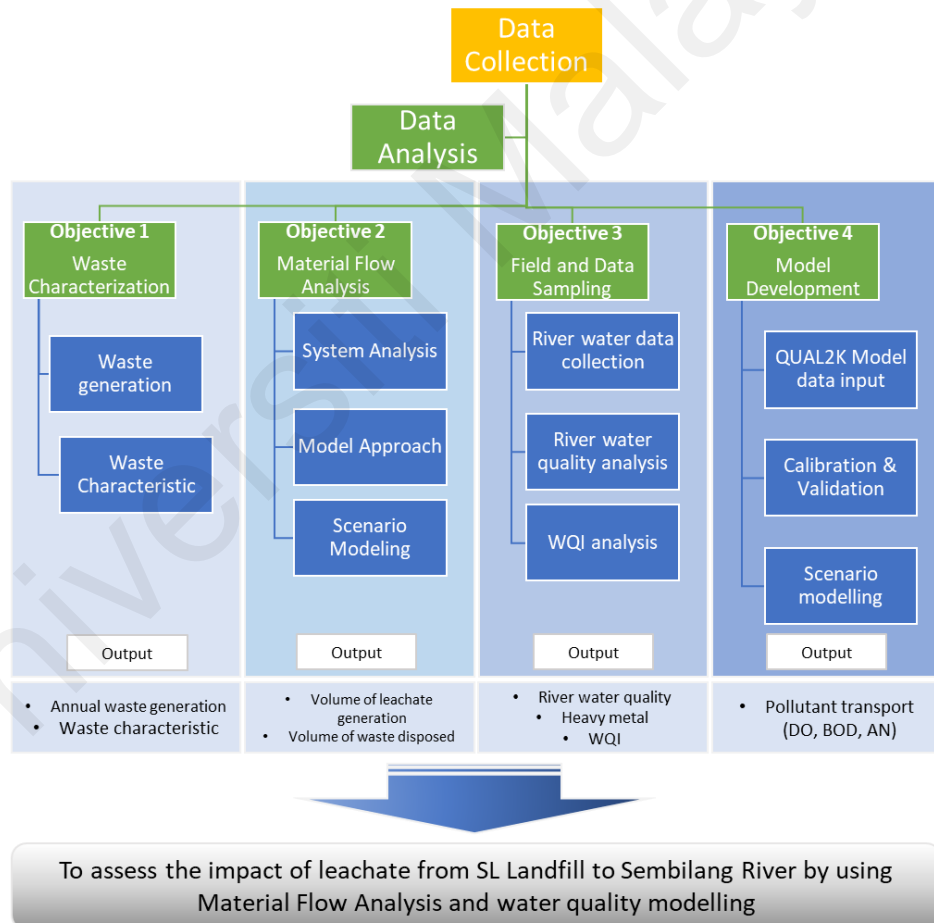 Data
Collection
Data
Analysis
Objective 1
Waste
Characterization
Waste
generation
Waste
Characteristic
Output
• Annual waste generation
• Waste characteristic
Objective 2
Material Flow
Analysis
System Analysis
Model Approach
Scenario
Modeling
Output
• Volume of leachate
generation
• Volume of waste disposed
Objective 3
Field and Data
Sampling
River water data
collection
River water
quality analysis
WQI analysis
Output
• River water quality
• Heavy metal
• WQI
Objective 4
Model
Development
QUAL2K Model
data input
Calibration &
Validation
Scenario
modelling
Output
• Pollutant transport
(DO, BOD, AN)
To assess the impact of leachate from SL Landfill to Sembilang River by using
Material Flow Analysis and water quality modelling